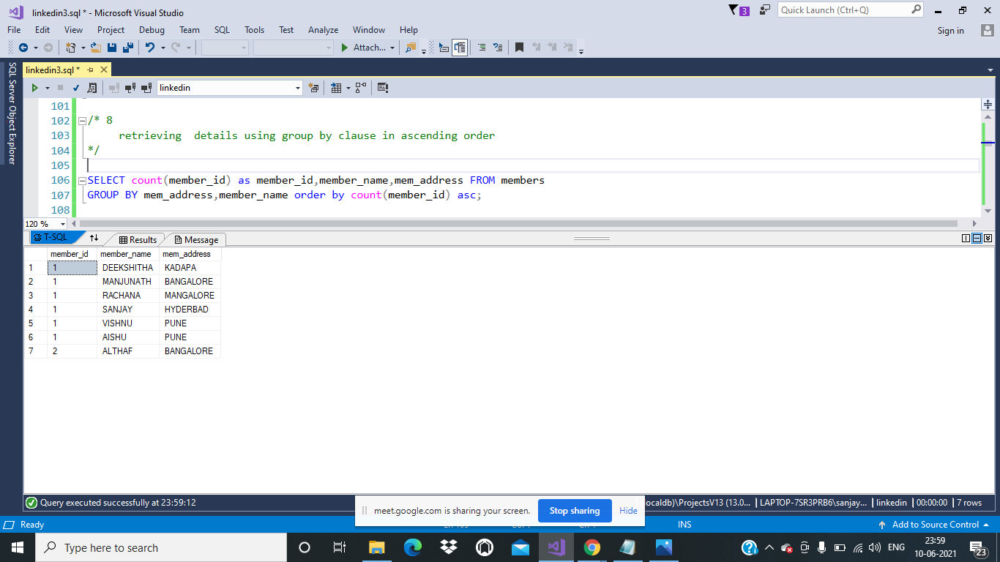 linkedin3.sql * - Microsoft Visual Studio
3
Quick Launch (Ctrl+Q)
File Edit View Project Debug Team SQL Tools Test Analyze Window Help
Sign in
Attach...
SQL Server Object Explorer
linkedin3.sql *
linkedin
101
102 /* 8
103 retrieving  details using group by clause in ascending order
104 */
105
106 SELECT count(member_id) as member_id,member_name,mem_address FROM members
107 GROUP BY mem_address,member_name order by count(member_id) asc;
108
120 %
T-SQL Results Message
member_id member_name mem_address
1 1 DEEKSHITHA KADAPA
2 1 MANJUNATH BANGALORE
3 1 RACHANA MANGALORE
4 1 SANJAY HYDERBAD
5 1 VISHNU PUNE
6 1 AISHU PUNE
7 2 ALTHAF BANGALORE
Query executed successfully at 23:59:12
ocaldb)\ProjectsV13 (13.0... LAPTOP-7SR3PRB6\sanjay... linkedin 00:00:00 7 rows
meet.google.com is sharing your screen. Stop sharing Hide
Ready
INS
Add to Source Control
Type here to search
ENG
23:59
10-06-2021
23